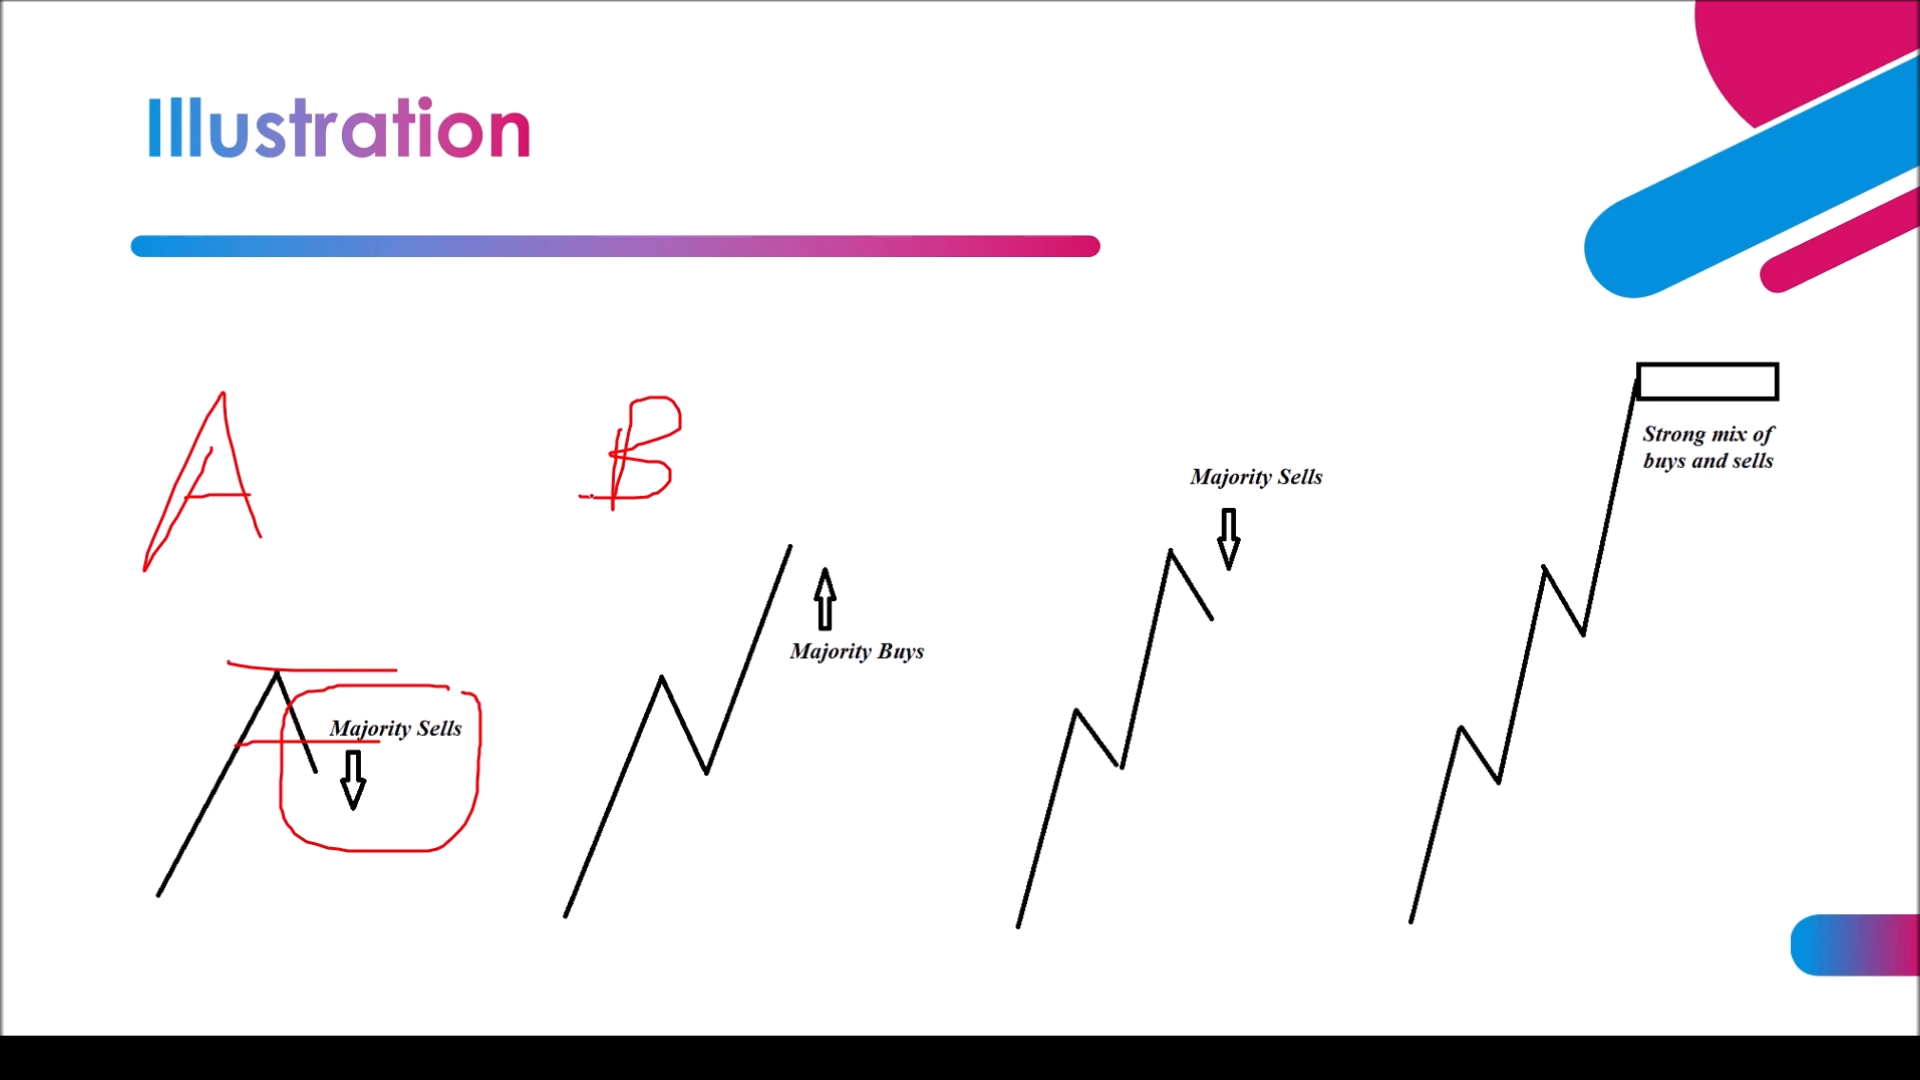 Illustration
A
B
Majority Sells
Majority Buys
Majority Sells
Strong mix of
buys and sells